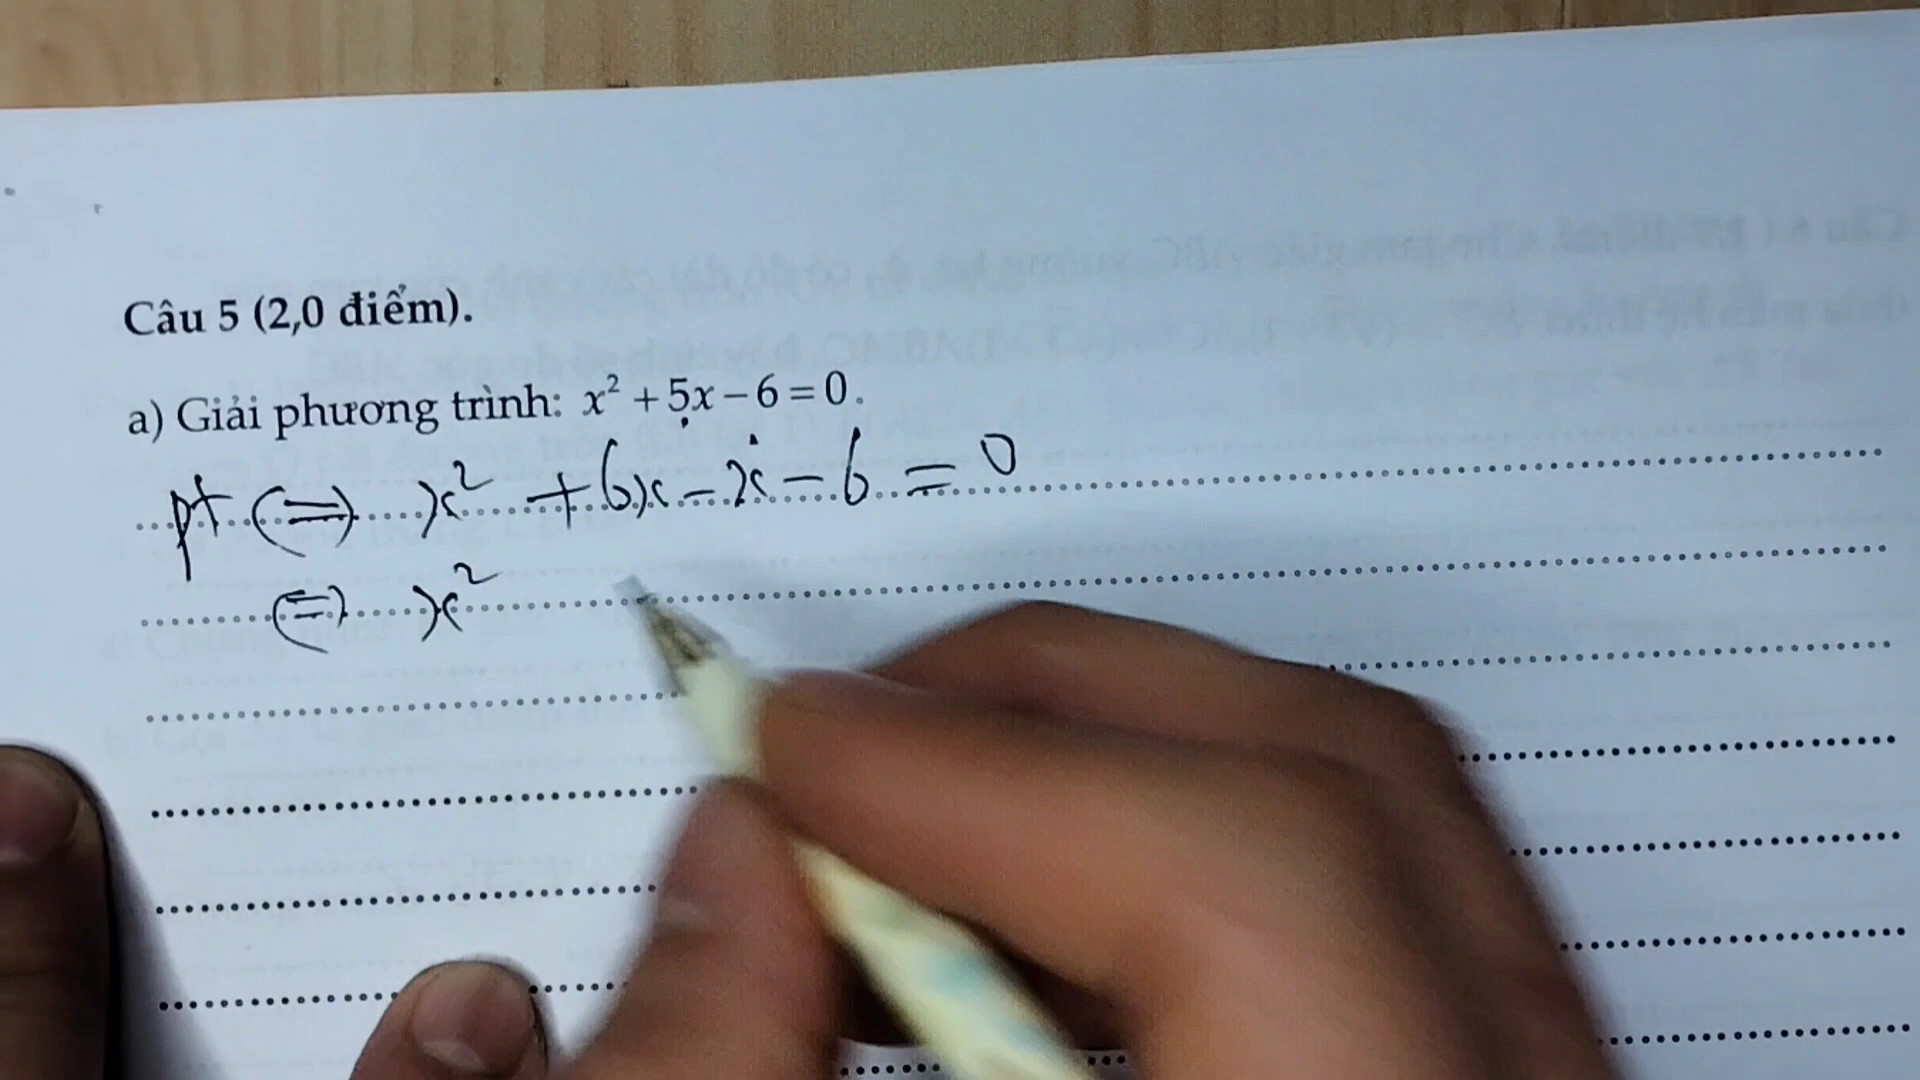 Câu 5 (2,0 điểm).
a) Giải phương trình: x² + 5x − 6 = 0.
pt (=) x² + 6x − x − 6 = 0
(=) x²